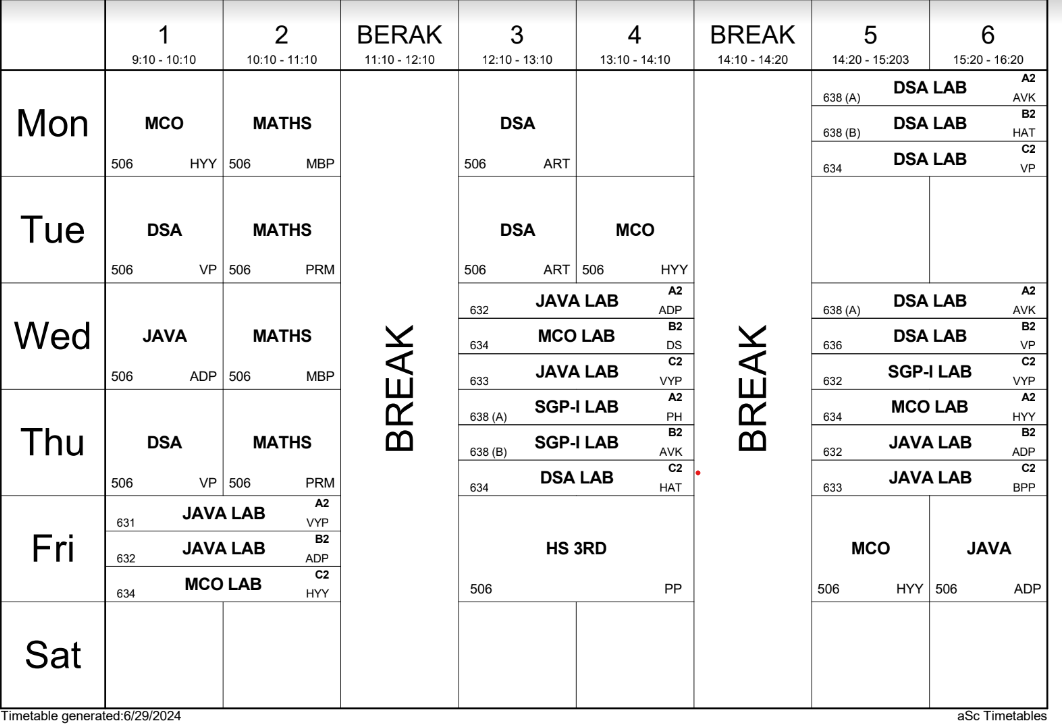 1 2 BERAK 3 4 BREAK 5 6
9:10 - 10:10 10:10 - 11:10 11:10 - 12:10 12:10 - 13:10 13:10 - 14:10 14:10 - 14:20 14:20 - 15:203 15:20 - 16:20
Mon
MCO
506 HYY
MATHS
506 MBP
DSA
506 ART
A2
DSA LAB
638 (A) AVK
B2
DSA LAB
638 (B) HAT
C2
DSA LAB
634 VP
Tue
DSA
506 VP
MATHS
506 PRM
DSA
506 ART
MCO
506 HYY
Wed
JAVA
506 ADP
MATHS
506 MBP
A2
JAVA LAB
632 ADP
B2
MCO LAB
634 DS
C2
JAVA LAB
633 VYP
A2
DSA LAB
638 (A) AVK
B2
DSA LAB
636 VP
C2
SGP-I LAB
632 VYP
BREAK
BREAK
Thu
DSA
506 VP
MATHS
506 PRM
A2
SGP-I LAB
638 (A) PH
B2
SGP-I LAB
638 (B) AVK
C2
DSA LAB
634 HAT
A2
MCO LAB
634 HYY
B2
JAVA LAB
632 ADP
C2
JAVA LAB
633 BPP
Fri
A2
JAVA LAB
631 VYP
B2
JAVA LAB
632 ADP
C2
MCO LAB
634 HYY
HS 3RD
506 PP
MCO
506 HYY
JAVA
506 ADP
Sat
Timetable generated:6/29/2024 aSc Timetables